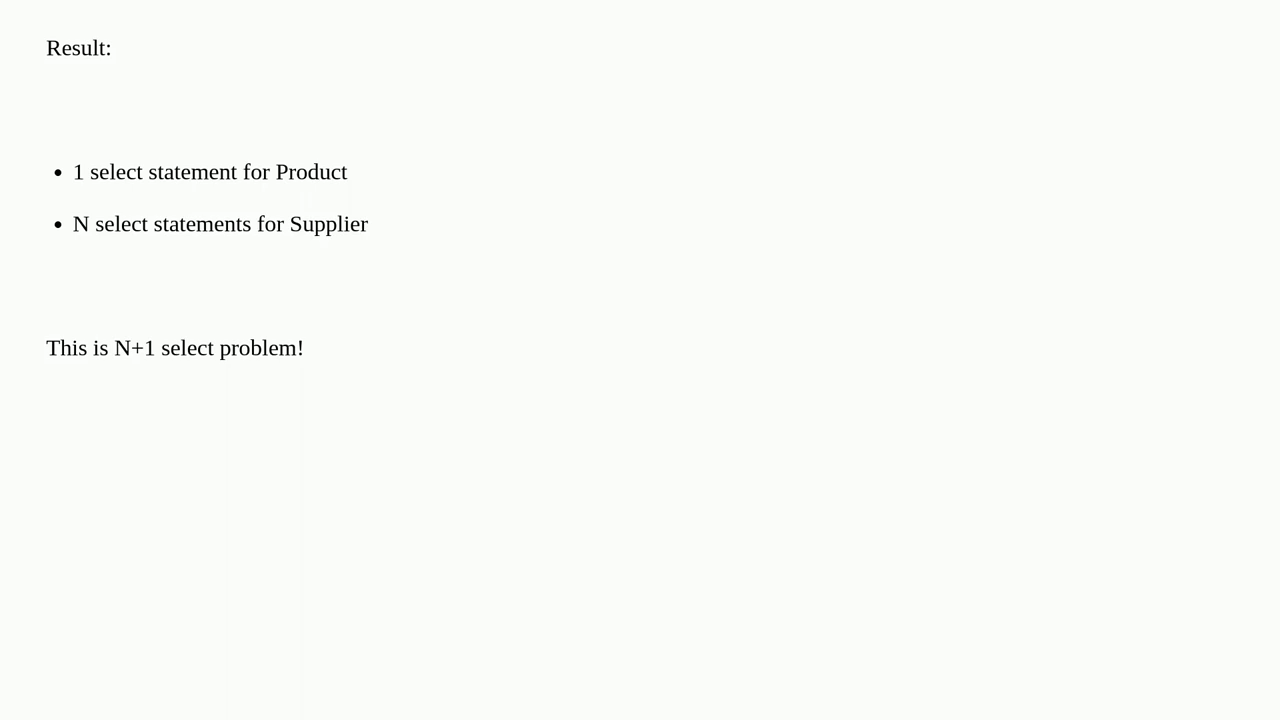 Result:
• 1 select statement for Product
• N select statements for Supplier
This is N+1 select problem!